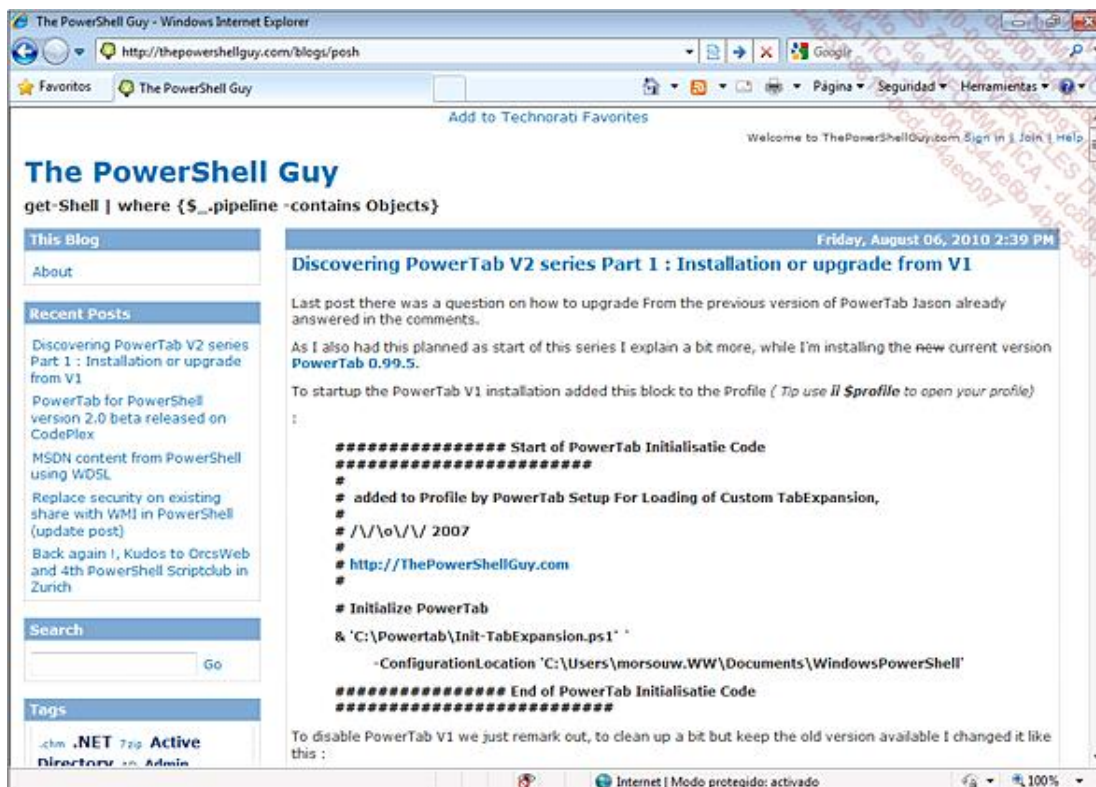 The PowerShell Guy - Windows Internet Explorer
http://thepowershellguy.com/blogs/posh
Google
Favoritos
The PowerShell Guy
Página
Seguridad
Herramientas
Add to Technorati Favorites
Welcome to ThePowerShellGuy.com Sign in | Join | Help
The PowerShell Guy
get-Shell | where {$_.pipeline -contains Objects}
This Blog
About
Recent Posts
Discovering PowerTab V2 series
Part 1 : Installation or upgrade
from V1
PowerTab for PowerShell
version 2.0 beta released on
CodePlex
MSDN content from PowerShell
using WDSL
Replace security on existing
share with WMI in PowerShell
(update post)
Back again !, Kudos to OrcsWeb
and 4th PowerShell Scriptclub in
Zurich
Search
Go
Tags
.chm .NET 7zip Active
Directory AD Admin
Friday, August 06, 2010 2:39 PM
Discovering PowerTab V2 series Part 1 : Installation or upgrade from V1
Last post there was a question on how to upgrade From the previous version of PowerTab Jason already
answered in the comments.
As I also had this planned as start of this series I explain a bit more, while I'm installing the new current version
PowerTab 0.99.5.
To startup the PowerTab V1 installation added this block to the Profile ( Tip use ii $profile to open your profile)
:
################ Start of PowerTab Initialisatie Code
########################
#
# added to Profile by PowerTab Setup For Loading of Custom TabExpansion,
#
# /\/\o\/\/ 2007
#
# http://ThePowerShellGuy.com
#
# Initialize PowerTab
& 'C:\Powertab\Init-TabExpansion.ps1' `
-ConfigurationLocation 'C:\Users\morsouw.WW\Documents\WindowsPowerShell'
################ End of PowerTab Initialisatie Code
##########################
To disable PowerTab V1 we just remark out, to clean up a bit but keep the old version available I changed it like
this :
Internet | Modo protegido: activado
100%